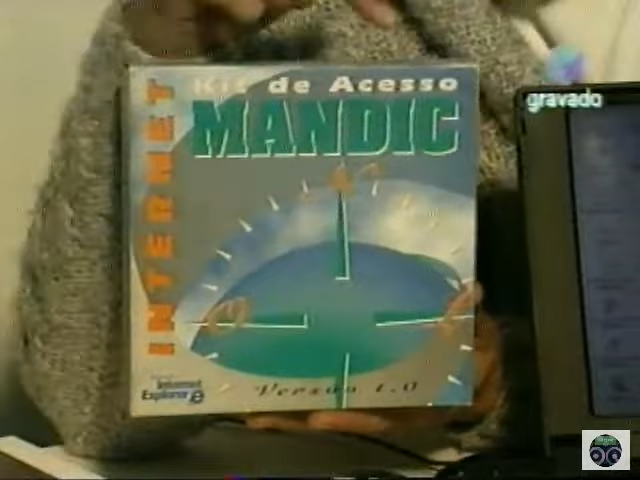 Kit de Acesso
MANDIC
INTERNET
gravado
N
Internet
Explorer
Versão 1.0